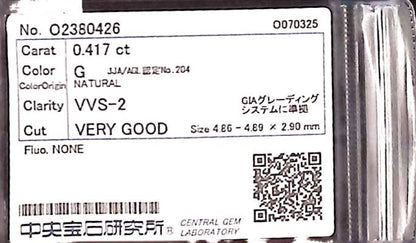 No. O2380426 O070325
Carat 0.417 ct
Color G JJA/AGL認定No.204
ColorOrigin NATURAL
Clarity VVS-2 GIAグレーディング
システムに準拠
Cut VERY GOOD Size 4.86 - 4.89 × 2.90 mm
Fluo. NONE
中央宝石研究所® CENTRAL GEM
LABORATORY